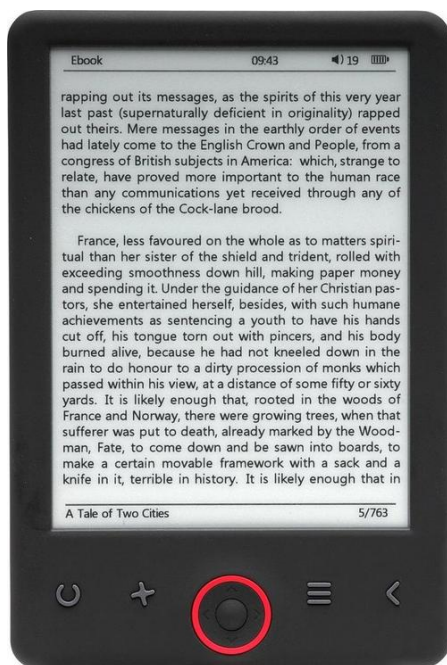 Ebook 09:43 19
rapping out its messages, as the spirits of this very year
last past (supernaturally deficient in originality) rapped
out theirs. Mere messages in the earthly order of events
had lately come to the English Crown and People, from a
congress of British subjects in America: which, strange to
relate, have proved more important to the human race
than any communications yet received through any of
the chickens of the Cock-lane brood.
France, less favoured on the whole as to matters spiri-
tual than her sister of the shield and trident, rolled with
exceeding smoothness down hill, making paper money
and spending it. Under the guidance of her Christian pas-
tors, she entertained herself, besides, with such humane
achievements as sentencing a youth to have his hands
cut off, his tongue torn out with pincers, and his body
burned alive, because he had not kneeled down in the
rain to do honour to a dirty procession of monks which
passed within his view, at a distance of some fifty or sixty
yards. It is likely enough that, rooted in the woods of
France and Norway, there were growing trees, when that
sufferer was put to death, already marked by the Wood-
man, Fate, to come down and be sawn into boards, to
make a certain movable framework with a sack and a
knife in it, terrible in history. It is likely enough that in
A Tale of Two Cities 5/763